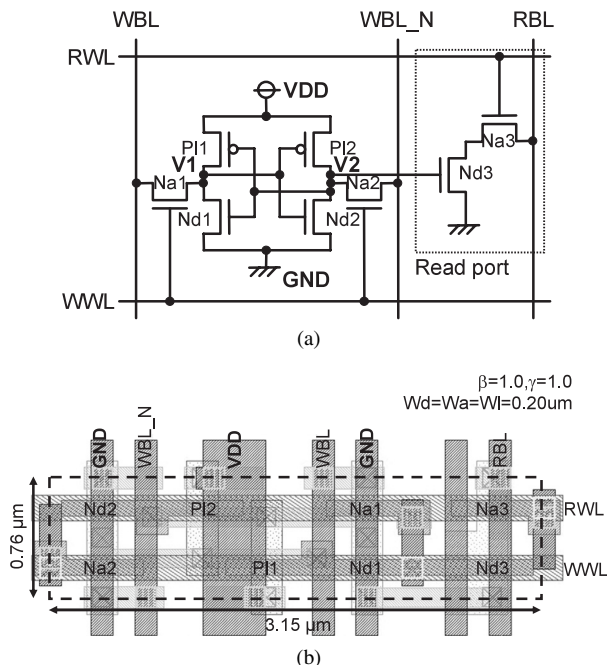 WBL WBL_N RBL
RWL
VDD
Pl1 Pl2
V1 V2
Na1 Na2 Nd3 Na3
Nd1 Nd2
GND
Read port
WWL
(a)
β=1.0,γ=1.0
Wd=Wa=Wl=0.20um
GND WBL_N VDD WBL GND RBL
Nd2 Pl2 Na1 Na3 RWL
0.76 µm
Na2 Pl1 Nd1 Nd3 WWL
3.15 µm
(b)